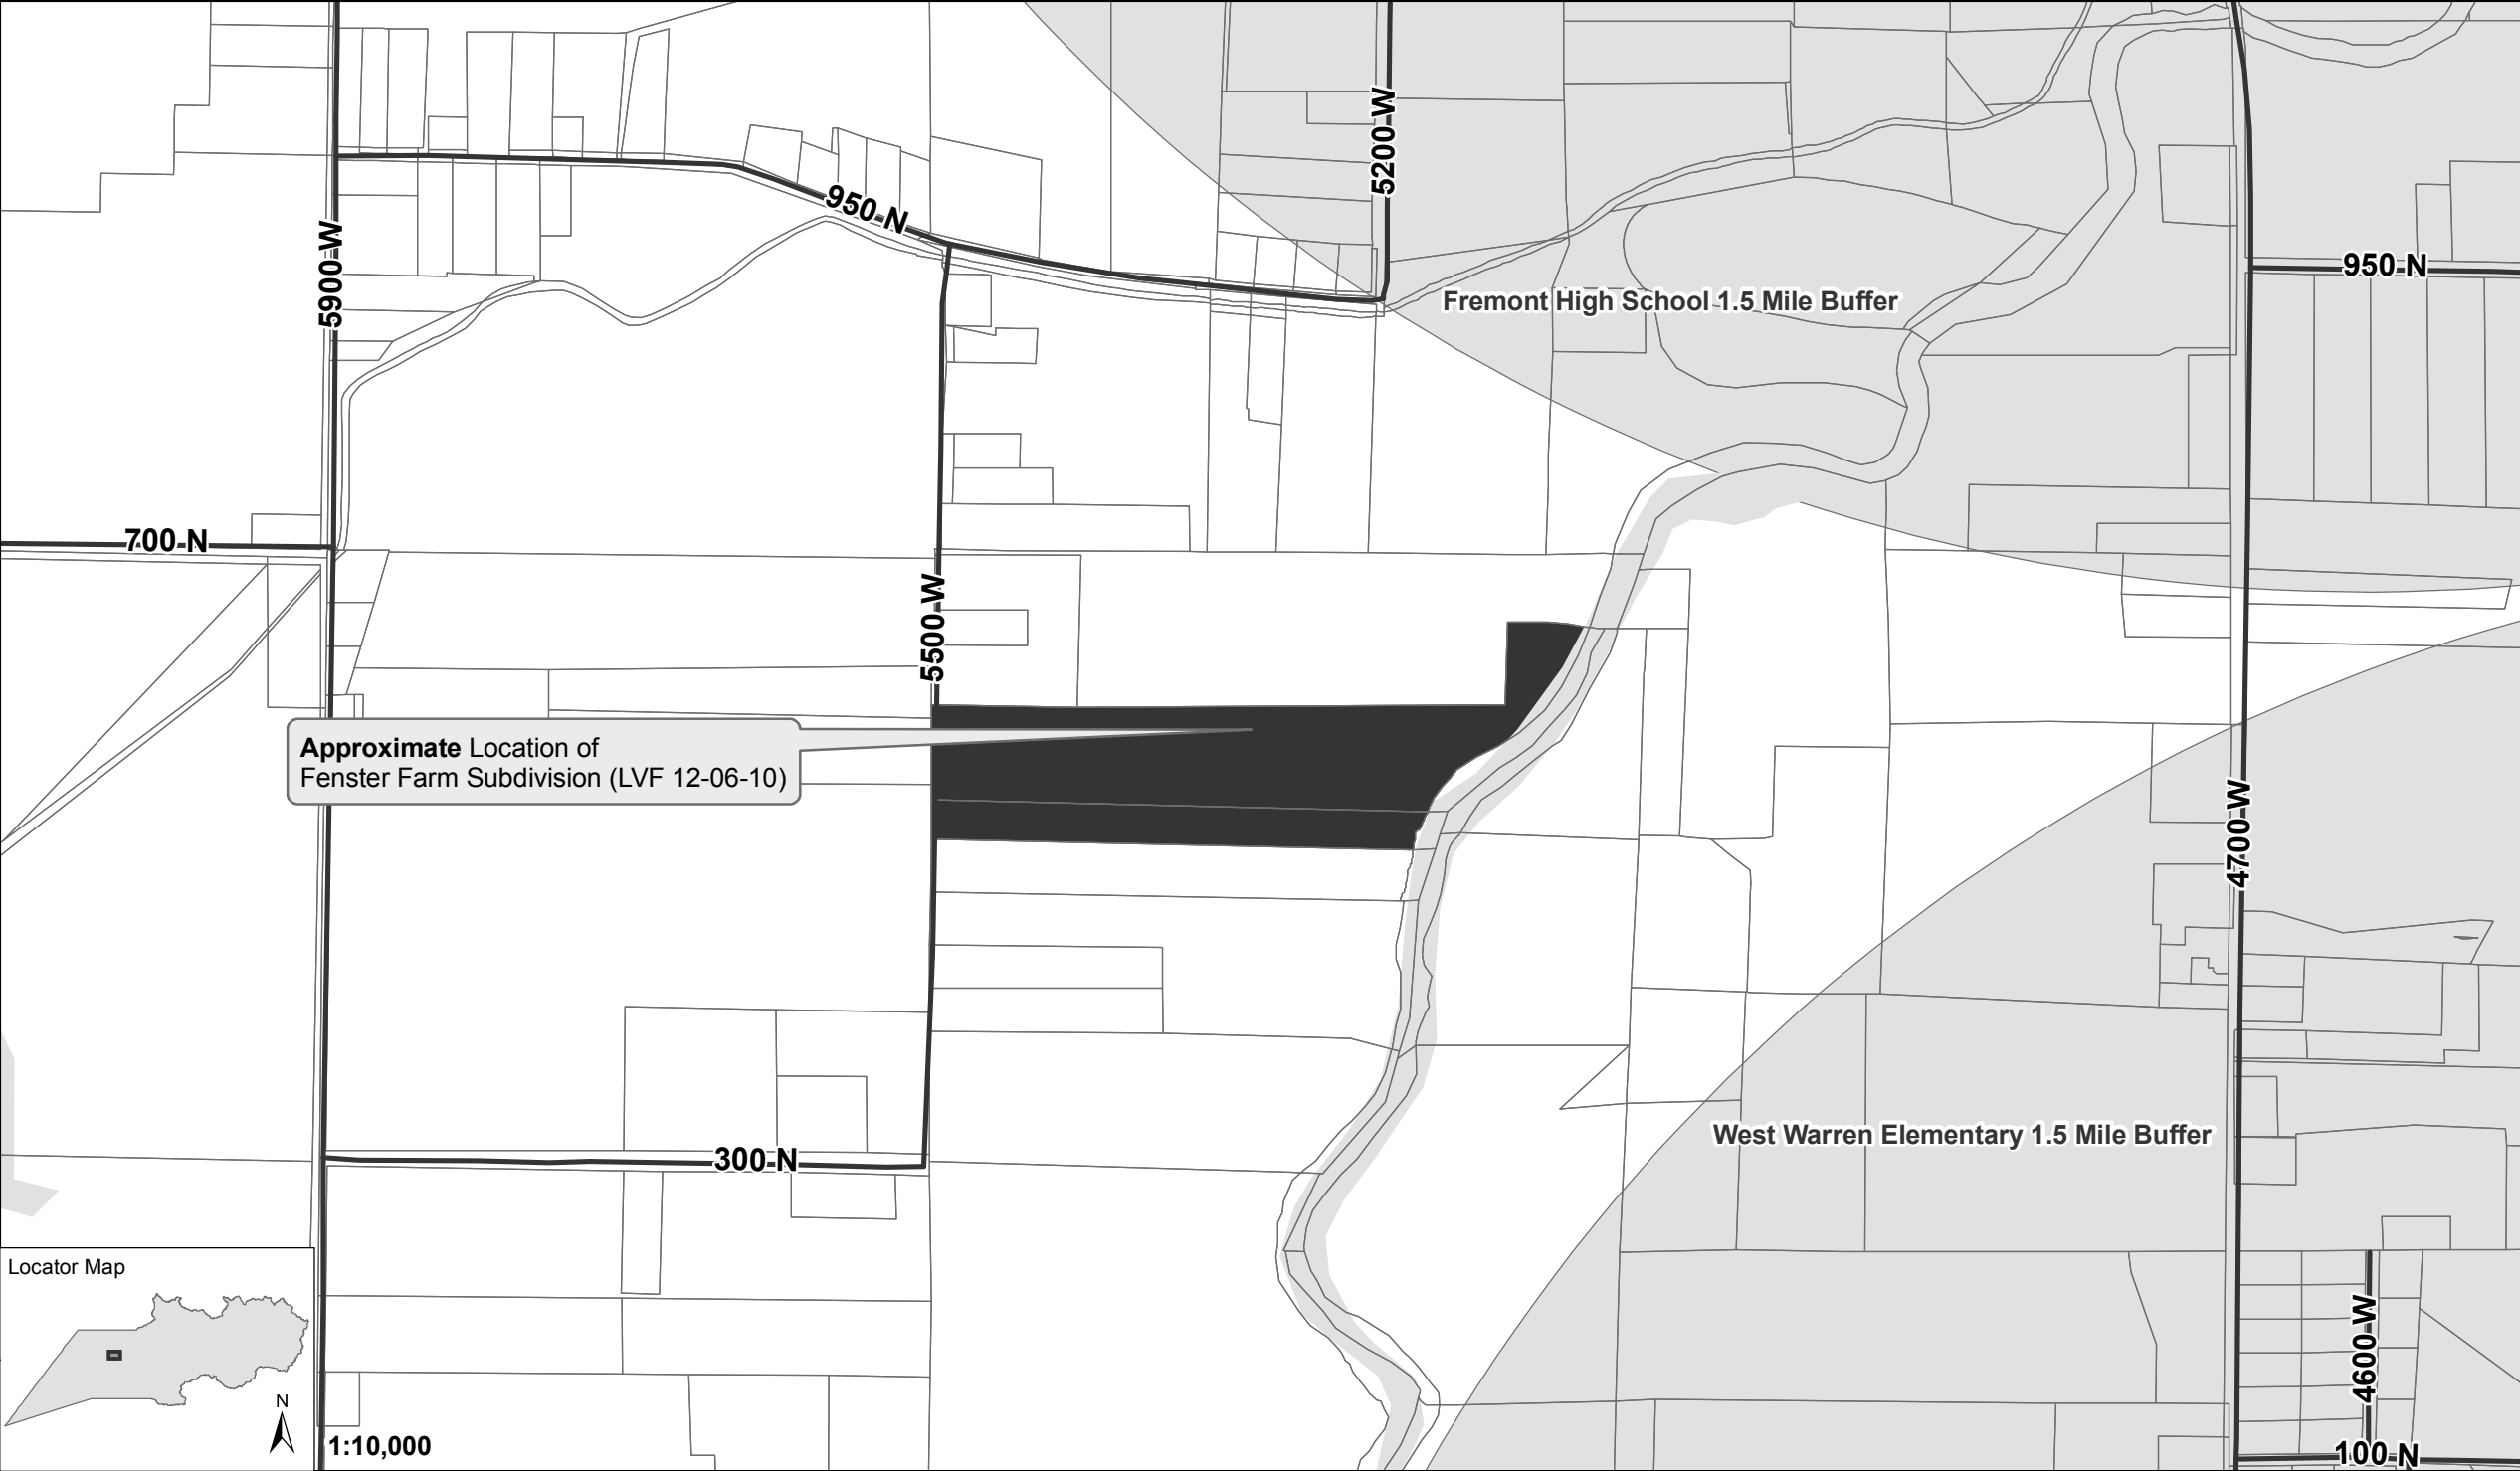 5200 W
950 N
5900 W
950 N
Fremont High School 1.5 Mile Buffer
700 N
5500 W
Approximate Location of
Fenster Farm Subdivision (LVF 12-06-10)
4700 W
West Warren Elementary 1.5 Mile Buffer
300 N
Locator Map
N
1:10,000
4600 W
100 N